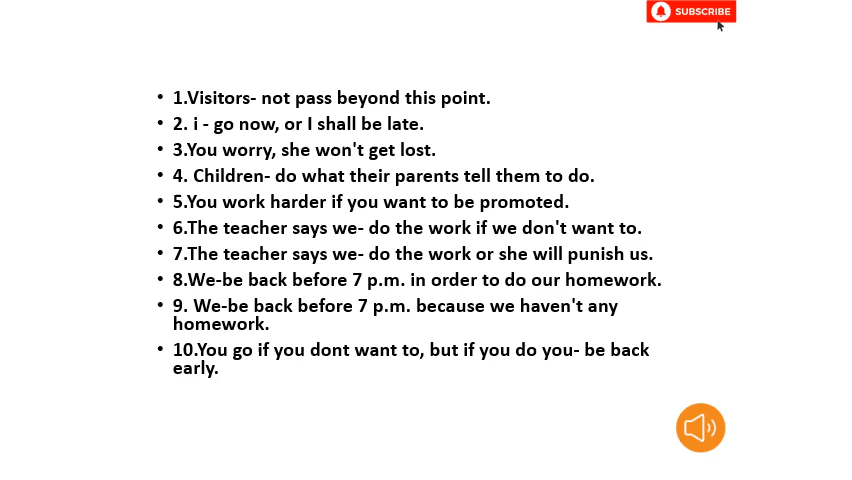 SUBSCRIBE
• 1.Visitors- not pass beyond this point.
• 2. i - go now, or I shall be late.
• 3.You worry, she won't get lost.
• 4. Children- do what their parents tell them to do.
• 5.You work harder if you want to be promoted.
• 6.The teacher says we- do the work if we don't want to.
• 7.The teacher says we- do the work or she will punish us.
• 8.We-be back before 7 p.m. in order to do our homework.
• 9. We-be back before 7 p.m. because we haven't any
homework.
• 10.You go if you dont want to, but if you do you- be back
early.